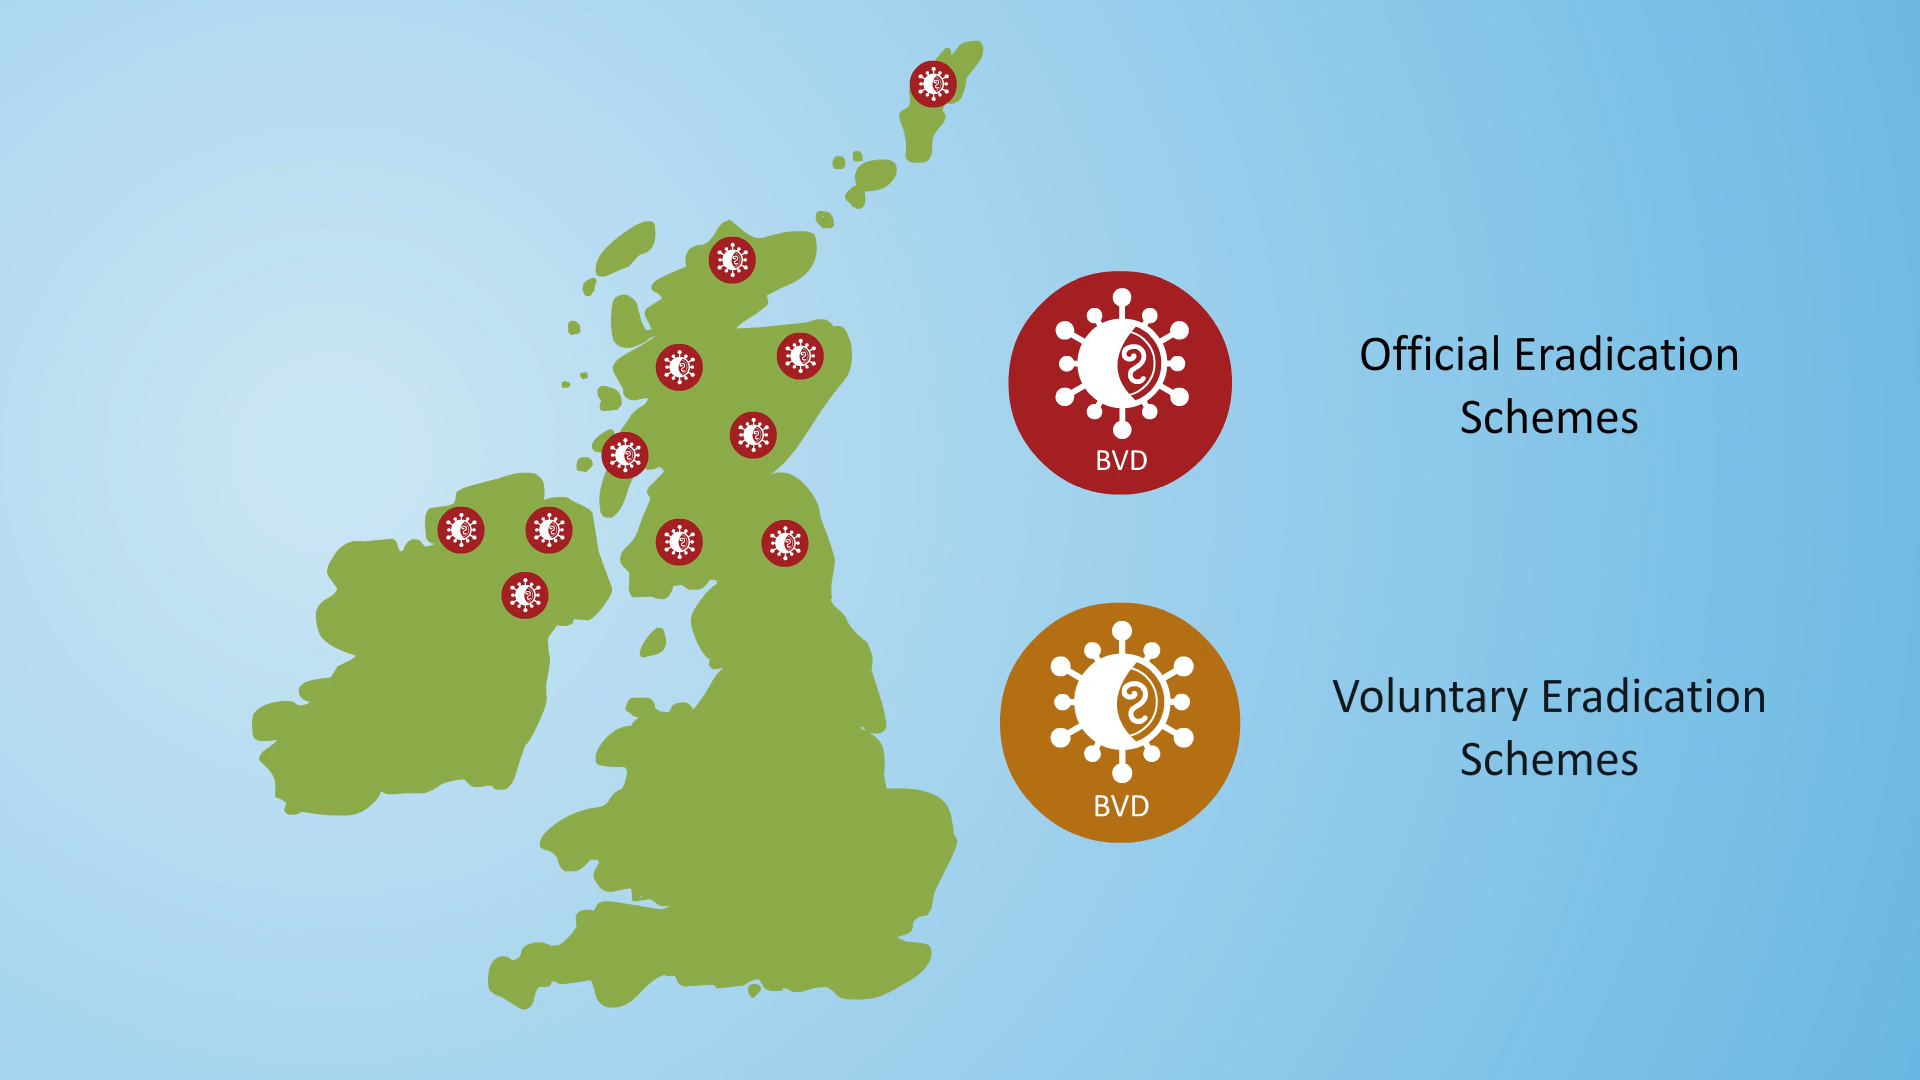 BVD
Official Eradication
Schemes
BVD
Voluntary Eradication
Schemes